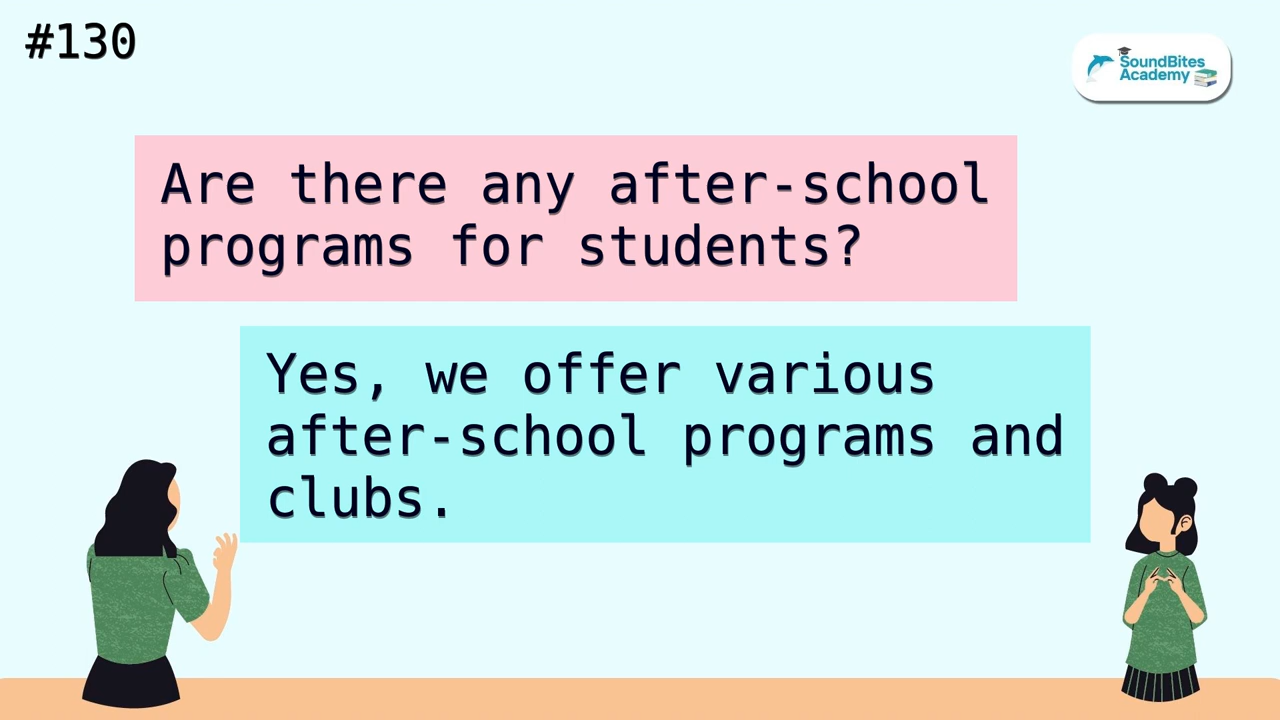 #130
SoundBites
Academy
Are there any after-school
programs for students?
Yes, we offer various
after-school programs and
clubs.